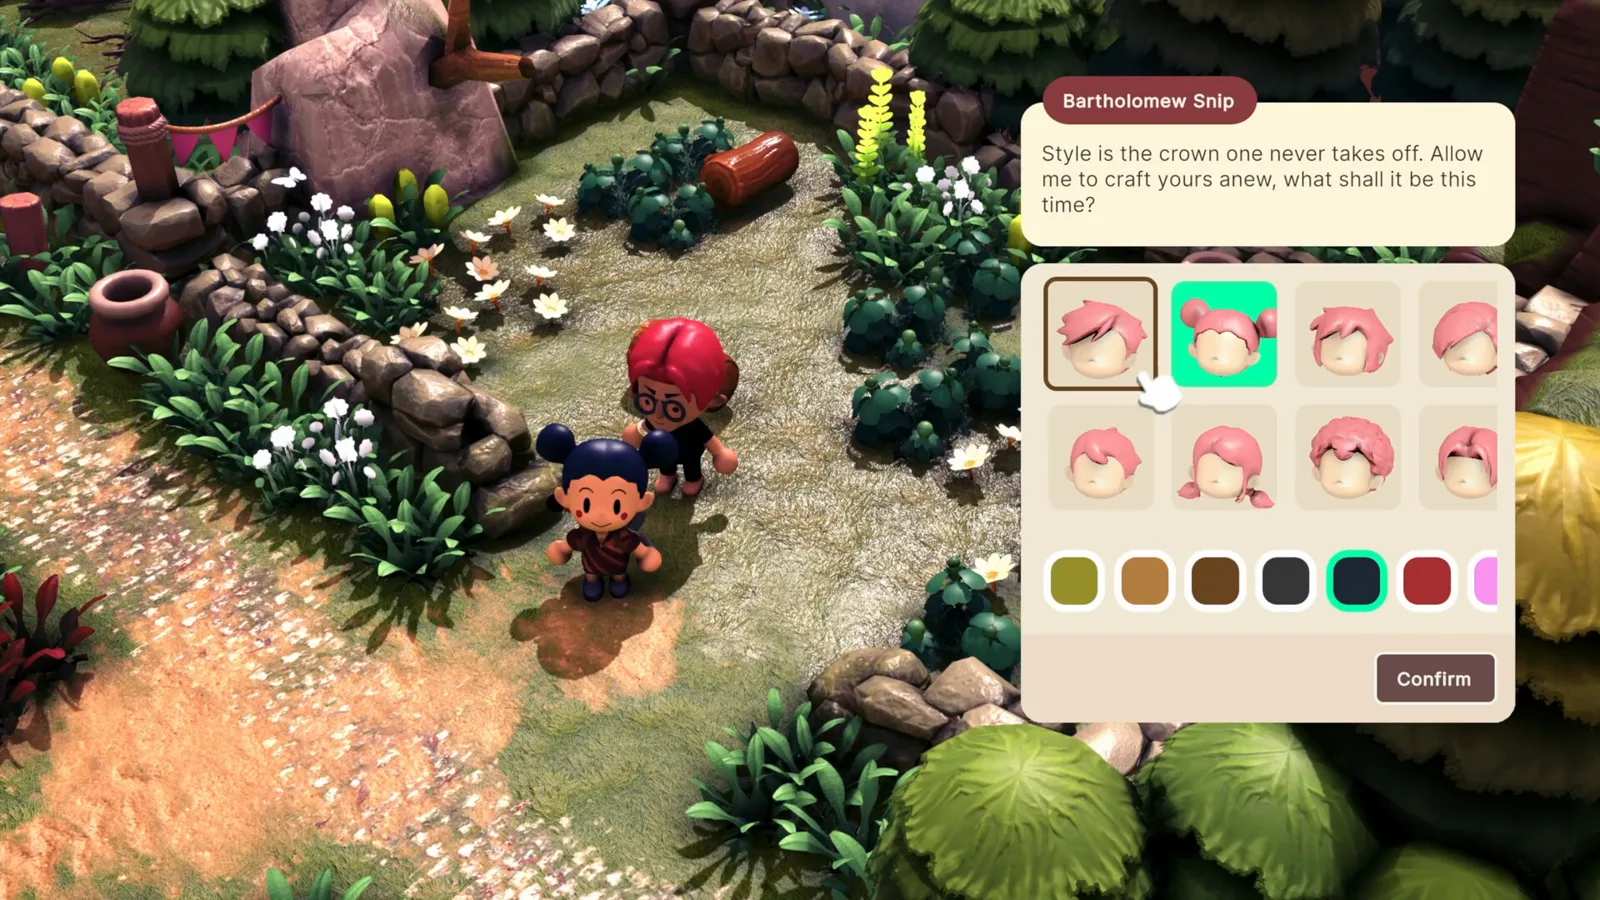 Bartholomew Snip
Style is the crown one never takes off. Allow
me to craft yours anew, what shall it be this
time?
Confirm